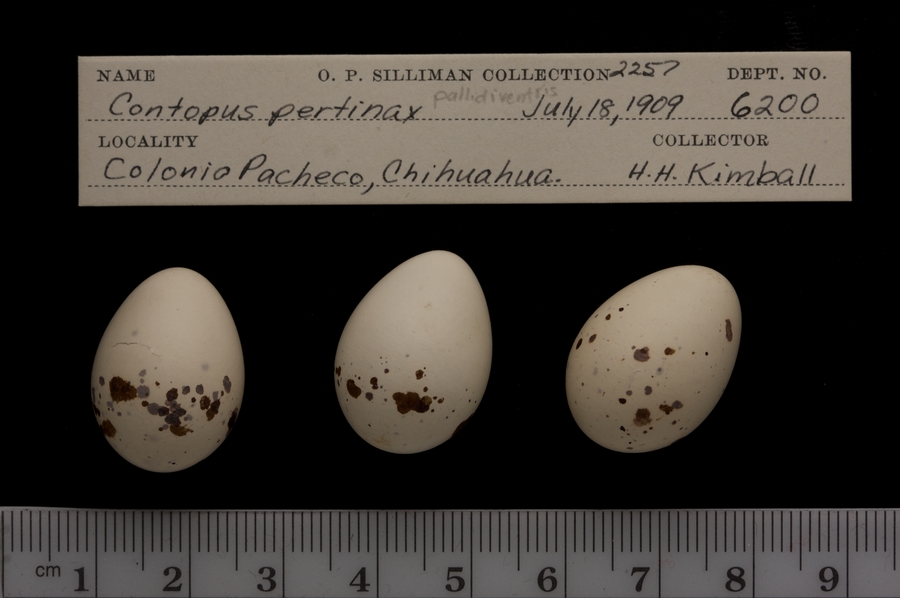 NAME O. P. SILLIMAN COLLECTION 2257 DEPT. NO.
Contopus pertinax pallidiventris July 18, 1909 6200
LOCALITY COLLECTOR
Colonia Pacheco, Chihuahua. H.H. Kimball
cm 1 2 3 4 5 6 7 8 9